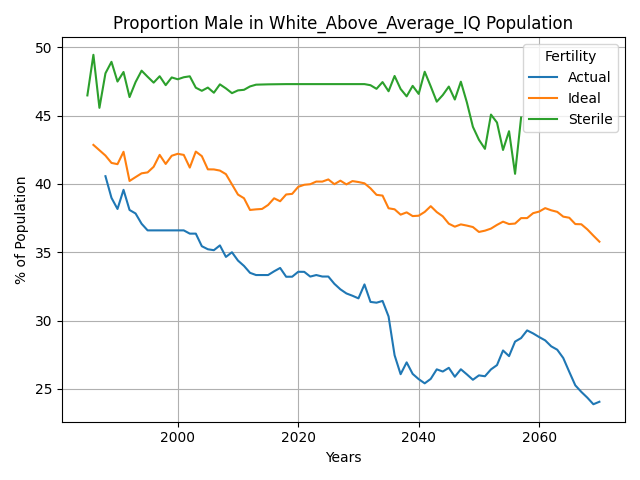 Proportion Male in White_Above_Average_IQ Population
50
45
40
35
30
25
% of Population
Fertility
Actual
Ideal
Sterile
2000
2020
2040
2060
Years